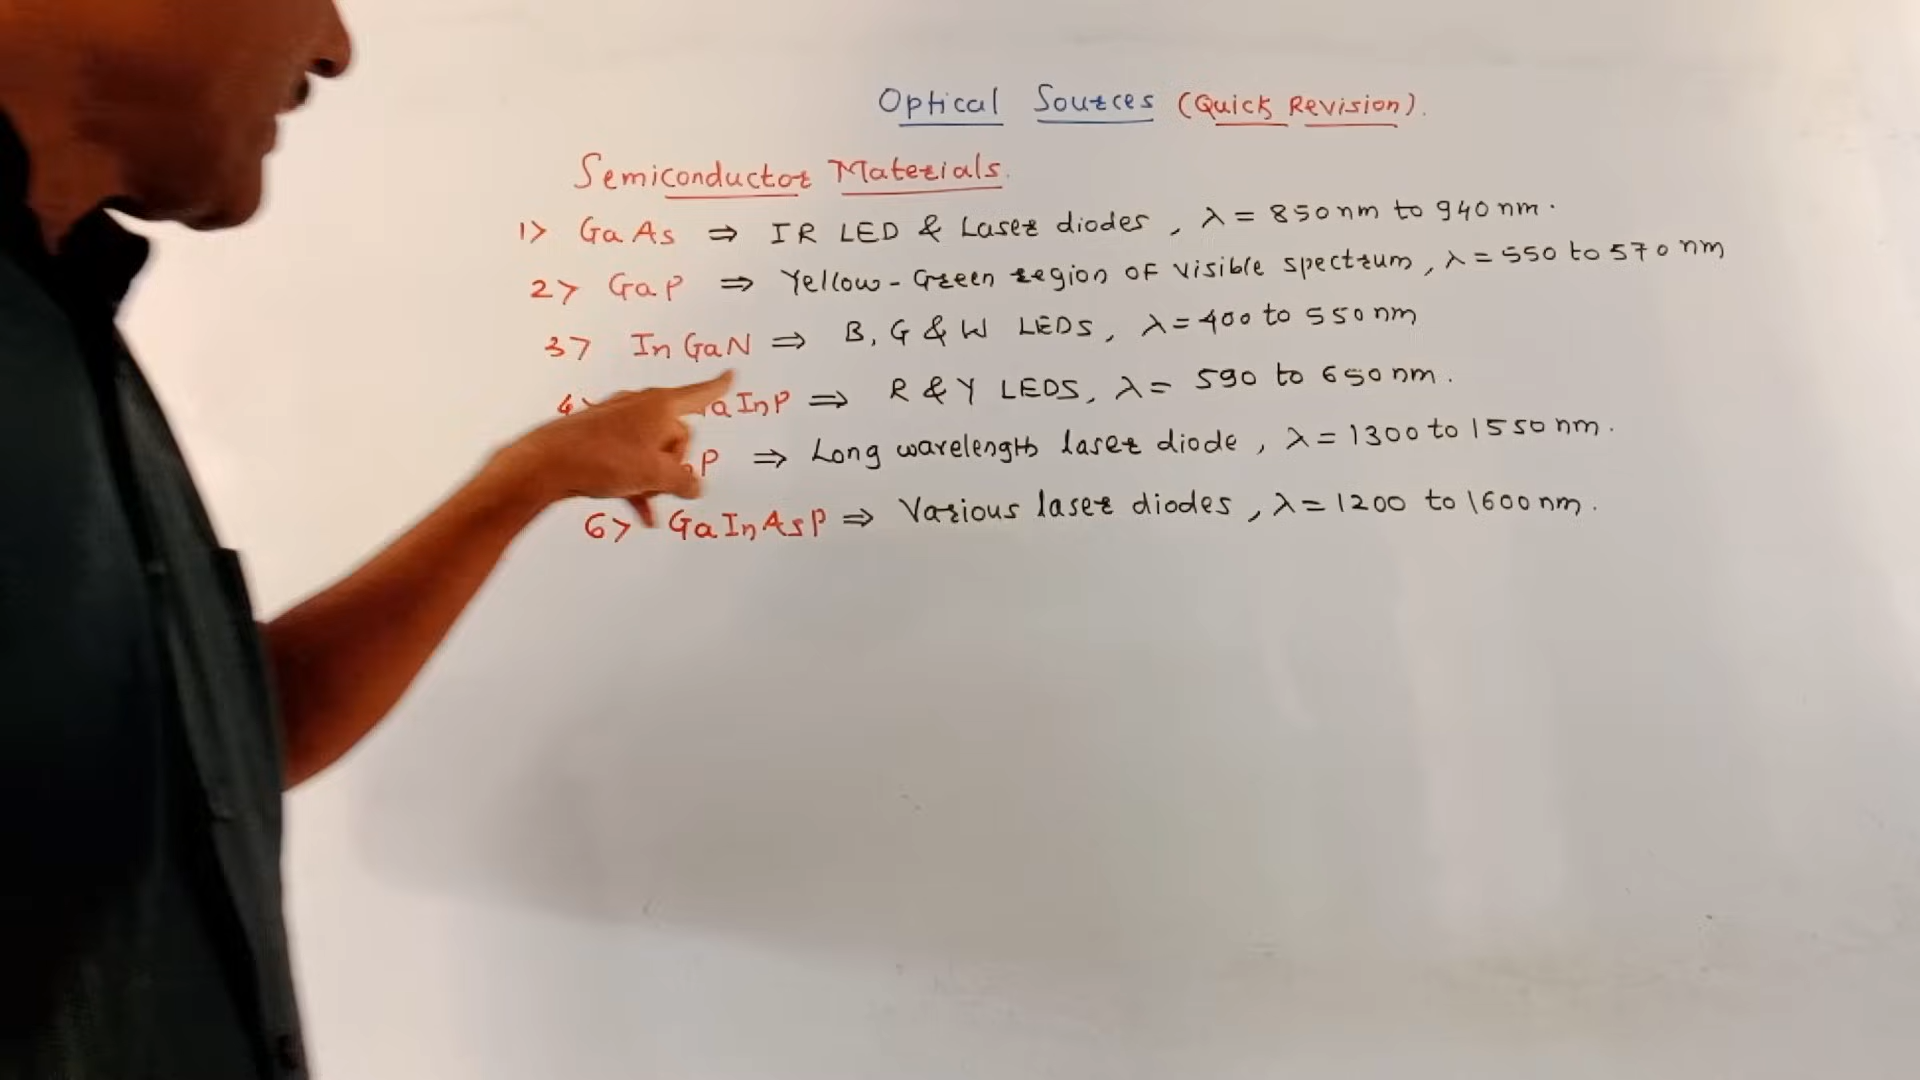 Optical Sources (Quick Revision).
Semiconductor Materials.
1> GaAs ⇒ IR LED & Laser diodes, λ = 850nm to 940nm.
2> GaP ⇒ Yellow-Green region of visible spectrum, λ = 550 to 570nm
3> InGaN ⇒ B, G & W LEDS, λ = 400 to 550nm
4> aInP ⇒ R & Y LEDS, λ = 590 to 650nm.
P ⇒ Long wavelength laser diode, λ = 1300 to 1550nm.
6> GaInAsP ⇒ Various laser diodes, λ = 1200 to 1600nm.